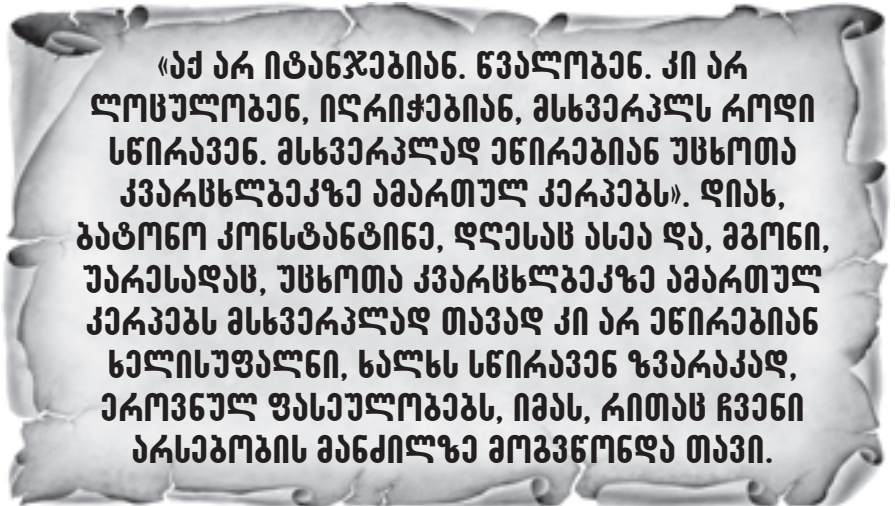 «აქ არ იტანჯებიან. წვალობენ. კი არ
ლოცულობენ, იღრიჭებიან, მსხვერპლს როდი
სწირავენ. მსხვერპლად ეწირებიან უცხოთა
კვარცხლბეკზე ამართულ კერპებს». დიახ,
ბატონო კონსტანტინე, დღესაც ასეა და, მგონი,
უარესადაც, უცხოთა კვარცხლბეკზე ამართულ
კერპებს მსხვერპლად თავად კი არ ეწირებიან
ხელისუფალნი, ხალხს სწირავენ ზვარაკად,
ეროვნულ ფასეულობებს, იმას, რითაც ჩვენი
არსებობის მანძილზე მოგვწონდა თავი.